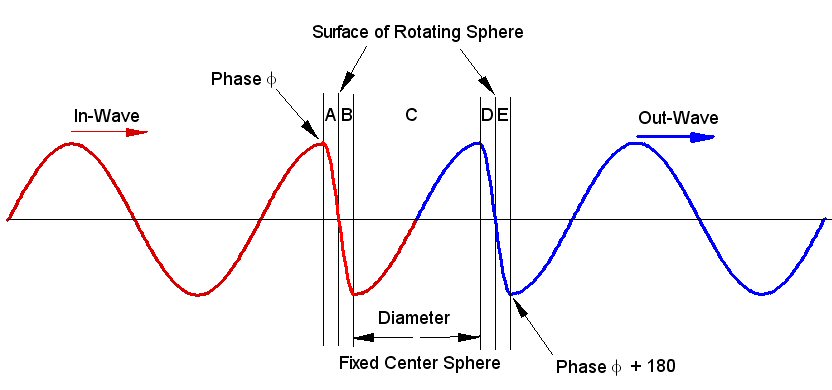 Surface of Rotating Sphere
Phase ϕ
In-Wave
A B C D E
Out-Wave
Diameter
Fixed Center Sphere
Phase ϕ + 180